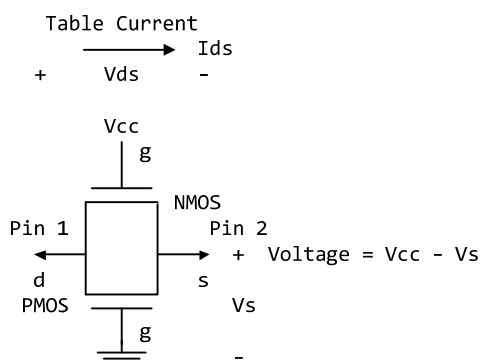 Table Current
Ids
+ Vds -
Vcc
g
NMOS
Pin 1 Pin 2
+ Voltage = Vcc - Vs
d s
PMOS Vs
g
-